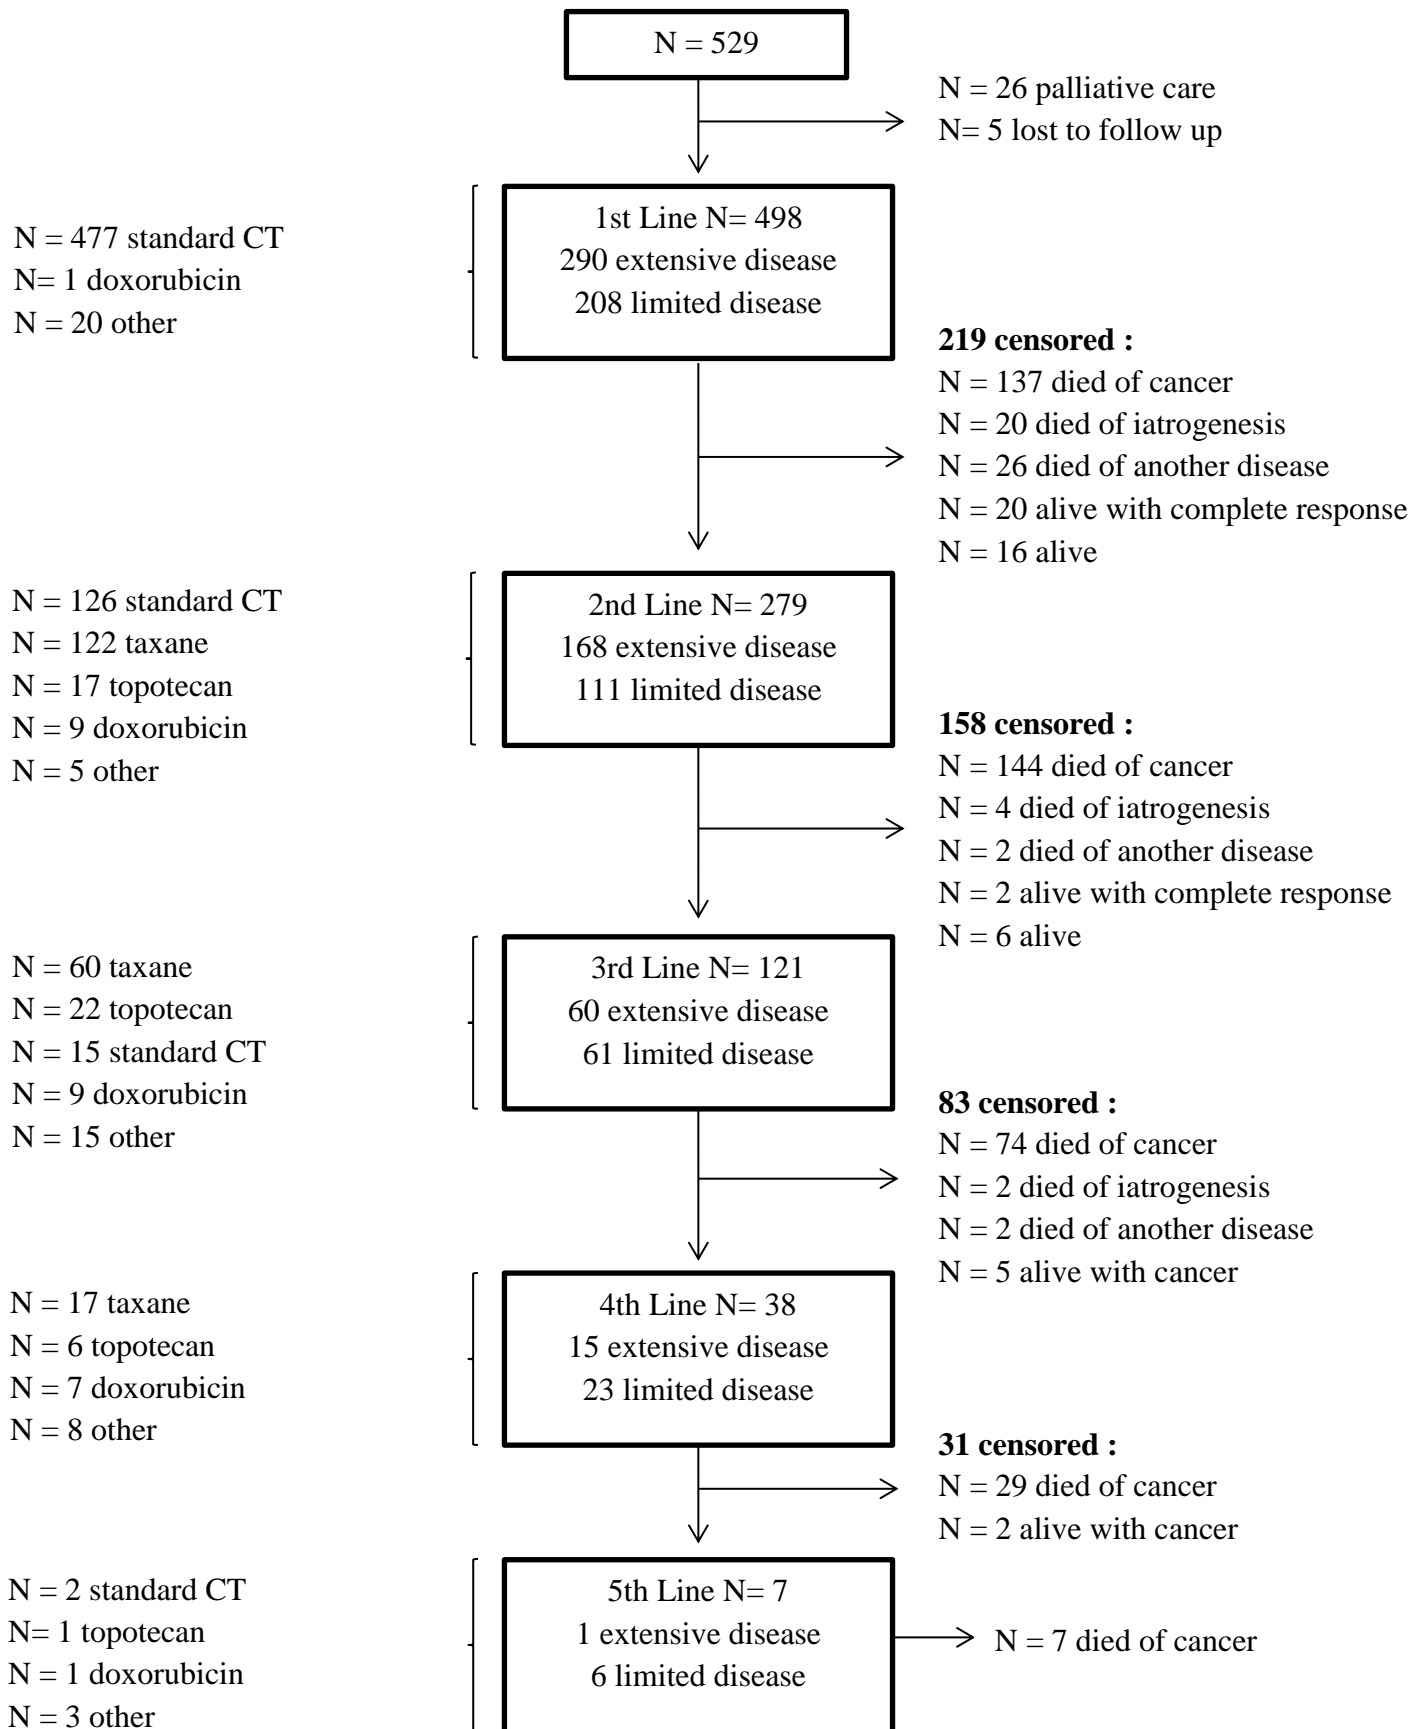 N = 529
N = 26 palliative care
N= 5 lost to follow up
N = 477 standard CT
N= 1 doxorubicin
N = 20 other
1st Line N= 498
290 extensive disease
208 limited disease
219 censored :
N = 137 died of cancer
N = 20 died of iatrogenesis
N = 26 died of another disease
N = 20 alive with complete response
N = 16 alive
N = 126 standard CT
N = 122 taxane
N = 17 topotecan
N = 9 doxorubicin
N = 5 other
2nd Line N= 279
168 extensive disease
111 limited disease
158 censored :
N = 144 died of cancer
N = 4 died of iatrogenesis
N = 2 died of another disease
N = 2 alive with complete response
N = 6 alive
N = 60 taxane
N = 22 topotecan
N = 15 standard CT
N = 9 doxorubicin
N = 15 other
3rd Line N= 121
60 extensive disease
61 limited disease
83 censored :
N = 74 died of cancer
N = 2 died of iatrogenesis
N = 2 died of another disease
N = 5 alive with cancer
N = 17 taxane
N = 6 topotecan
N = 7 doxorubicin
N = 8 other
4th Line N= 38
15 extensive disease
23 limited disease
31 censored :
N = 29 died of cancer
N = 2 alive with cancer
N = 2 standard CT
N= 1 topotecan
N = 1 doxorubicin
N = 3 other
5th Line N= 7
1 extensive disease
6 limited disease
N = 7 died of cancer